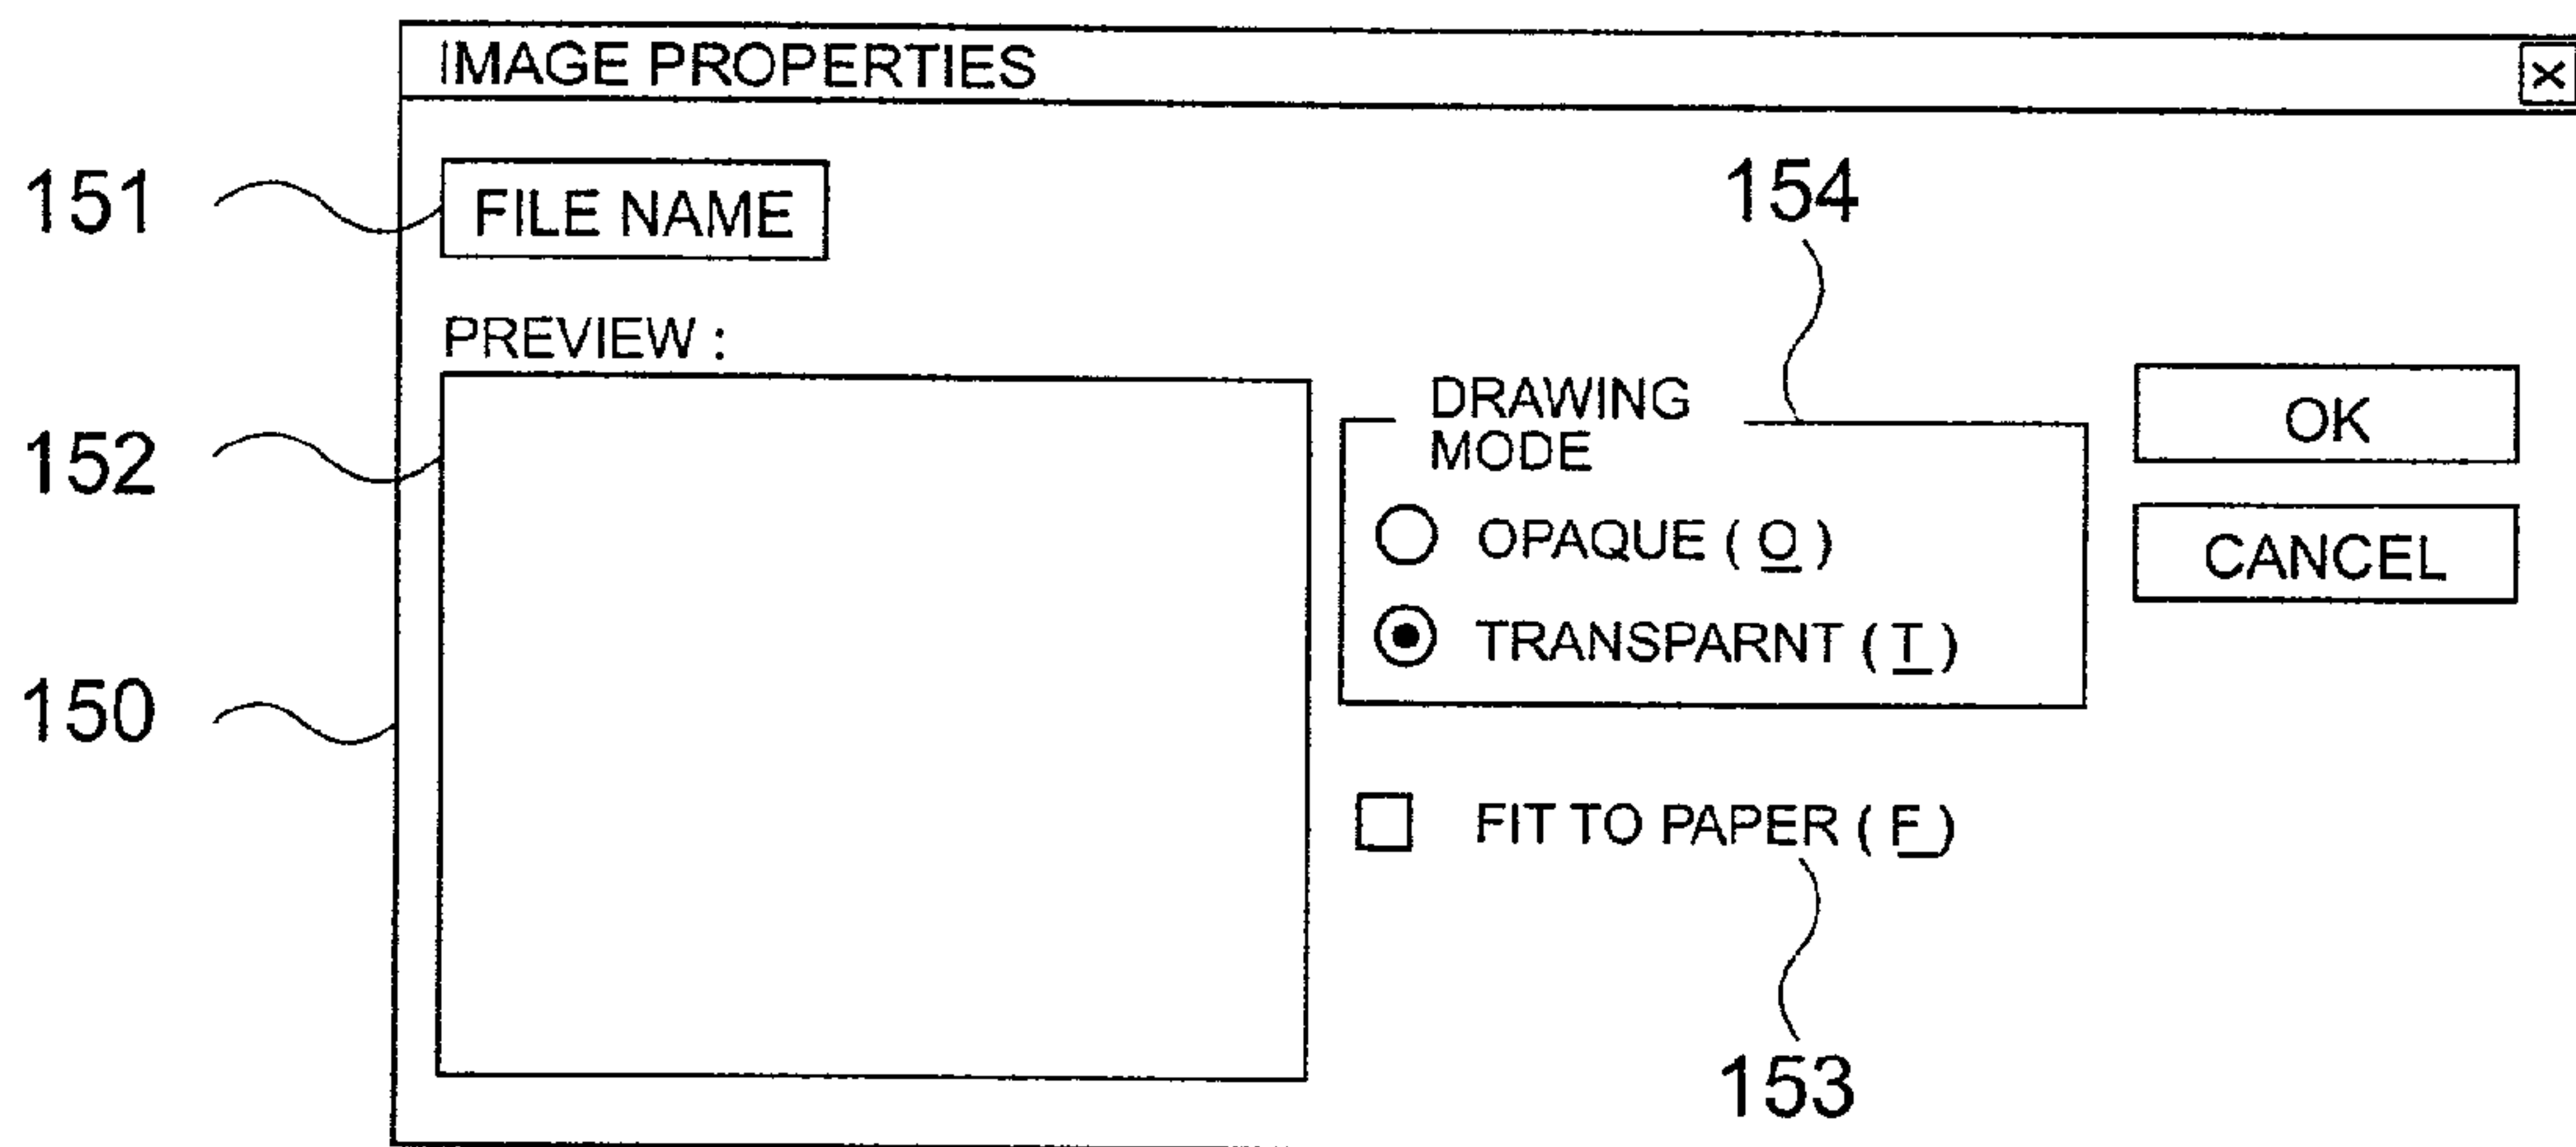 IMAGE PROPERTIES X
151 FILE NAME
154
PREVIEW :
152
DRAWING
MODE
OK
OPAQUE ( O )
CANCEL
TRANSPARNT ( T )
150
FIT TO PAPER ( F )
153